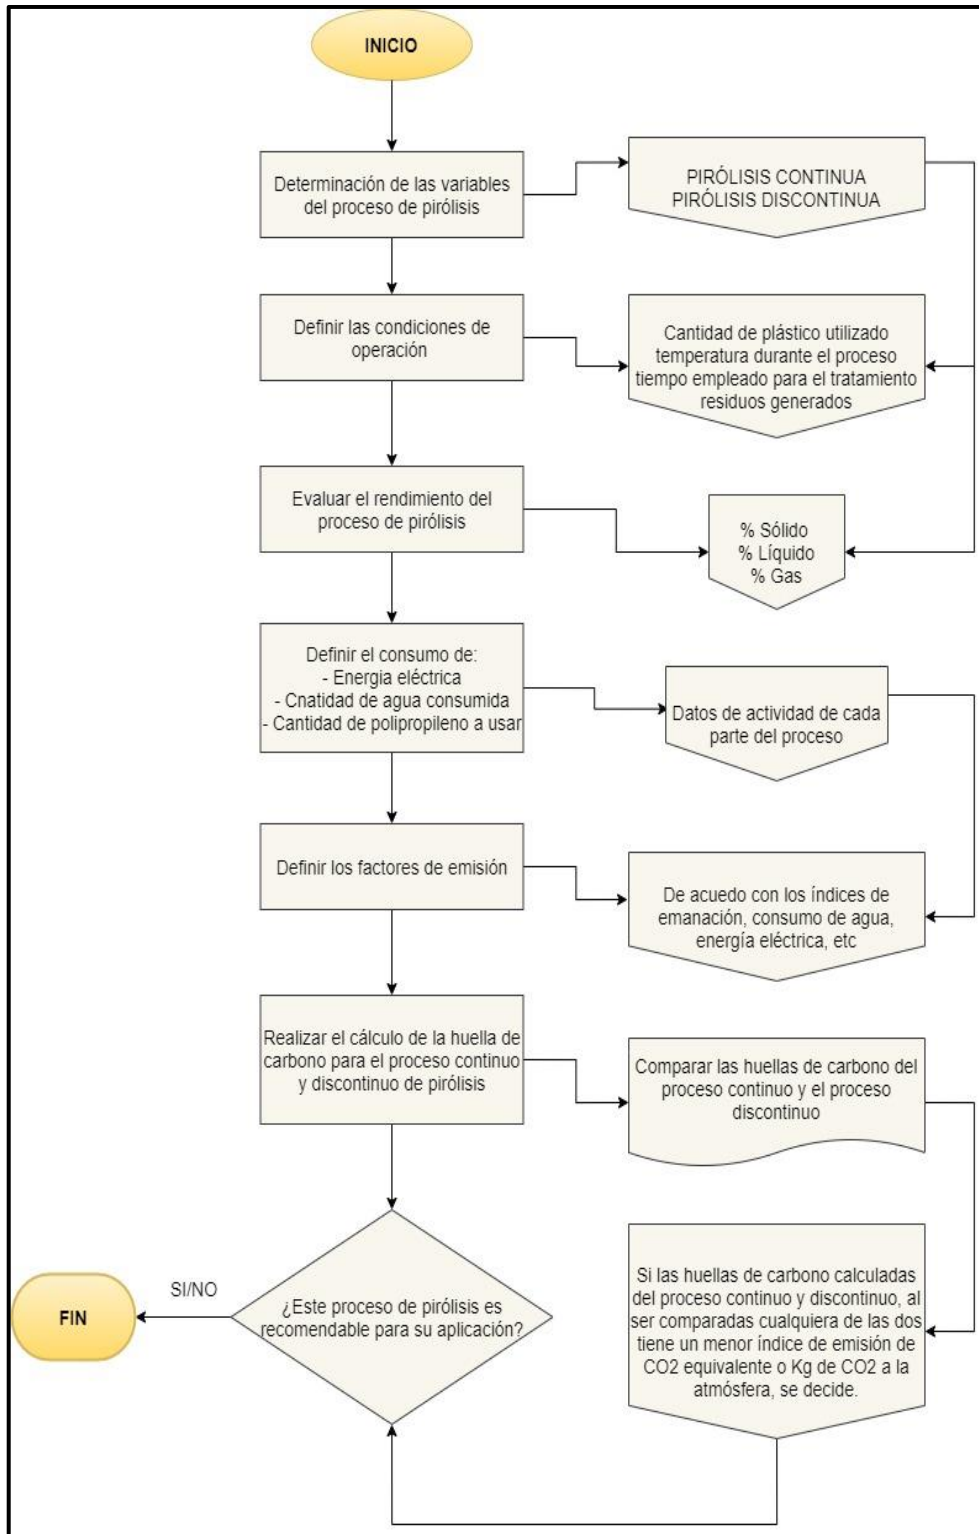 INICIO
Determinación de las variables
del proceso de pirólisis
PIRÓLISIS CONTINUA
PIRÓLISIS DISCONTINUA
Definir las condiciones de
operación
Cantidad de plástico utilizado
temperatura durante el proceso
tiempo empleado para el tratamiento
residuos generados
Evaluar el rendimiento del
proceso de pirólisis
% Sólido
% Líquido
% Gas
Definir el consumo de:
- Energia eléctrica
- Cnatidad de agua consumida
- Cantidad de polipropileno a usar
Datos de actividad de cada
parte del proceso
Definir los factores de emisión
De acuedo con los índices de
emanación, consumo de agua,
energía eléctrica, etc
Realizar el cálculo de la huella de
carbono para el proceso continuo
y discontinuo de pirólisis
Comparar las huellas de carbono del
proceso continuo y el proceso
discontinuo
Si las huellas de carbono calculadas
del proceso continuo y discontinuo, al
ser comparadas cualquiera de las dos
tiene un menor índice de emisión de
CO2 equivalente o Kg de CO2 a la
atmósfera, se decide.
¿Este proceso de pirólisis es
recomendable para su aplicación?
SI/NO
FIN